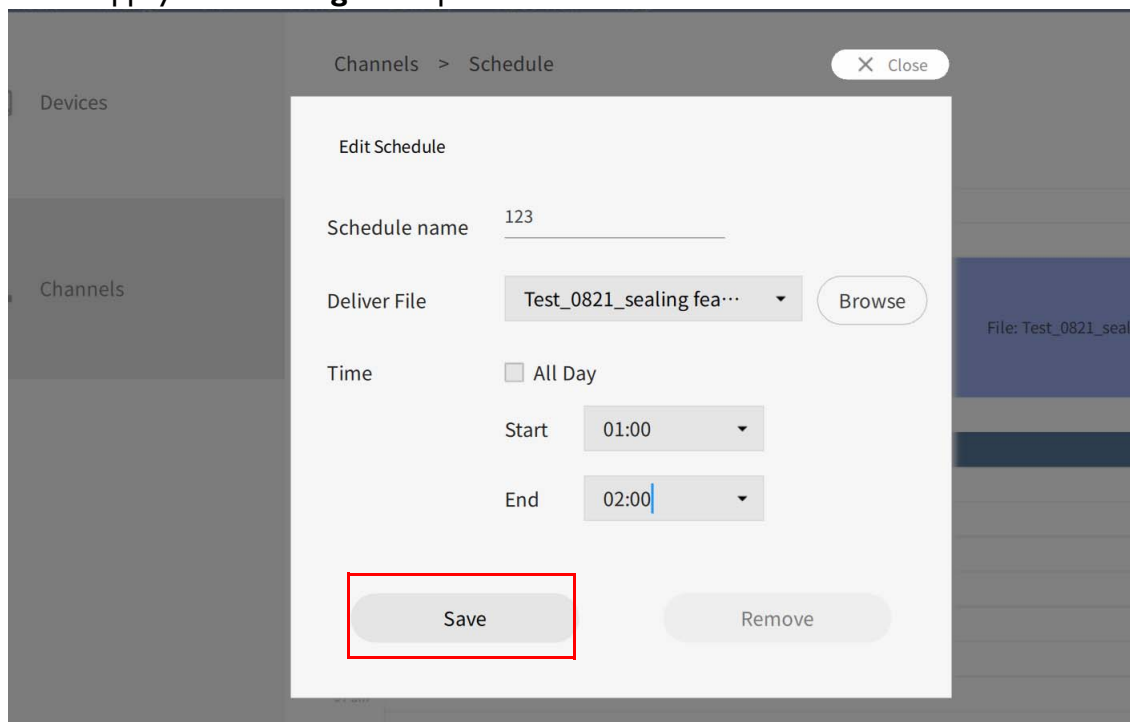 Channels > Schedule
Close
Devices
Edit Schedule
Schedule name 123
Channels
Deliver File Test_0821_sealing fea… Browse
File: Test_0821_seal
Time All Day
Start 01:00
End 02:00
Save Remove